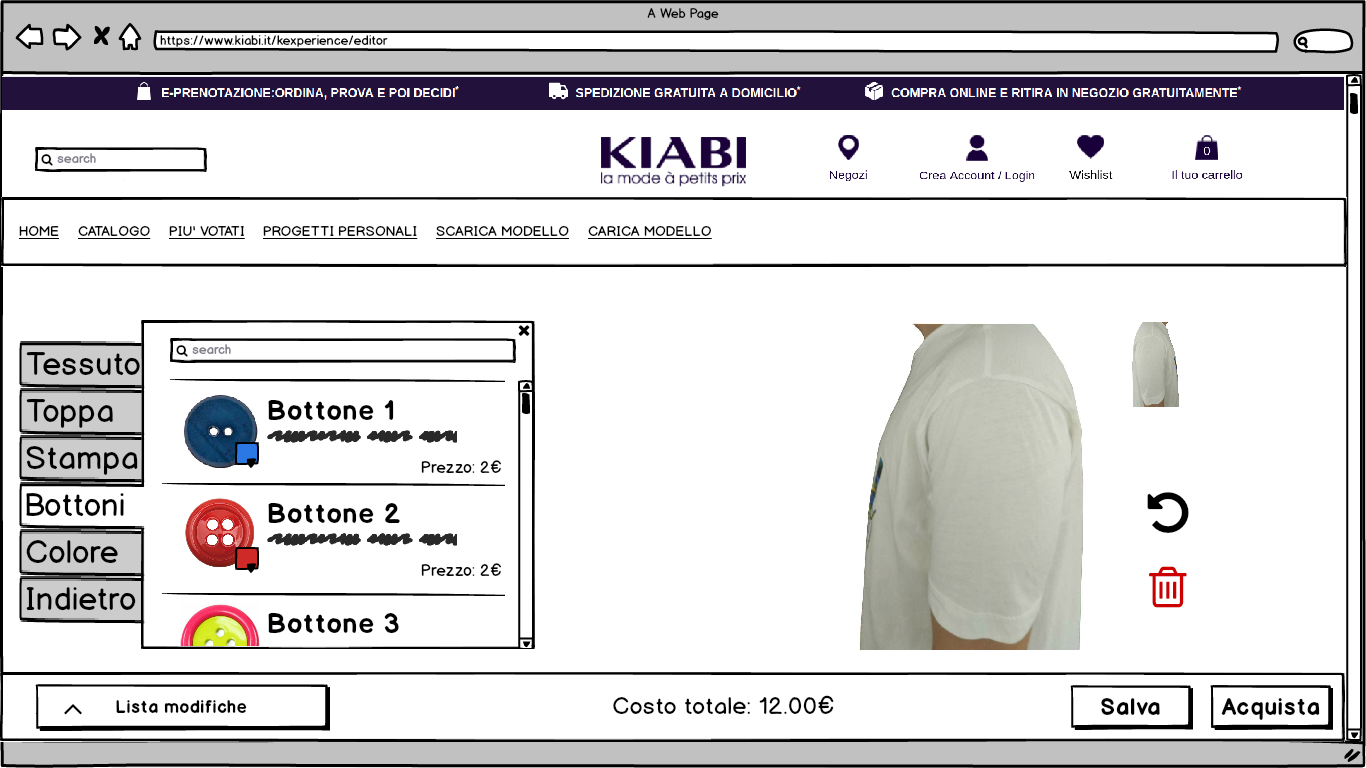 A Web Page
https://www.kiabi.it/kexperience/editor
E-PRENOTAZIONE:ORDINA, PROVA E POI DECIDI*
SPEDIZIONE GRATUITA A DOMICILIO*
COMPRA ONLINE E RITIRA IN NEGOZIO GRATUITAMENTE*
search
KIABI
la mode à petits prix
Negozi
Crea Account / Login
Wishlist
0
Il tuo carrello
HOME
CATALOGO
PIU' VOTATI
PROGETTI PERSONALI
SCARICA MODELLO
CARICA MODELLO
Tessuto
Toppa
Stampa
Bottoni
Colore
Indietro
search
Bottone 1
Prezzo: 2€
Bottone 2
Prezzo: 2€
Bottone 3
Lista modifiche
Costo totale: 12.00€
Salva
Acquista